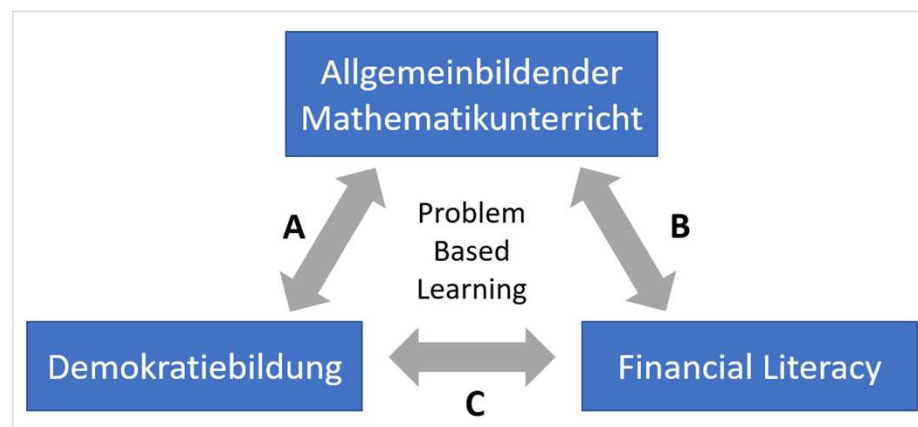 Allgemeinbildender
Mathematikunterricht
A
Problem
Based
Learning
B
Demokratiebildung
C
Financial Literacy